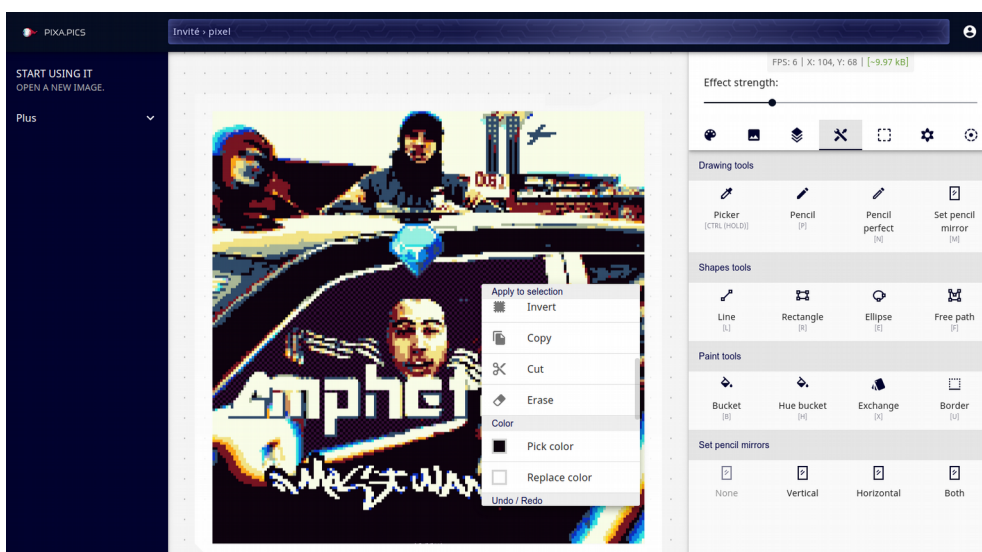 PIXA.PICS
Invité › pixel
START USING IT
OPEN A NEW IMAGE.
Plus
FPS: 6 | X: 104, Y: 68 | [~9.97 kB]
Effect strength:
Drawing tools
Picker
[CTRL (HOLD)]
Pencil
[P]
Pencil perfect
[N]
Set pencil mirror
[M]
Shapes tools
Line
[L]
Rectangle
[R]
Ellipse
[E]
Free path
[F]
Paint tools
Bucket
[B]
Hue bucket
[H]
Exchange
[X]
Border
[U]
Set pencil mirrors
None
Vertical
Horizontal
Both
Apply to selection
Invert
Copy
Cut
Erase
Color
Pick color
Replace color
Undo / Redo